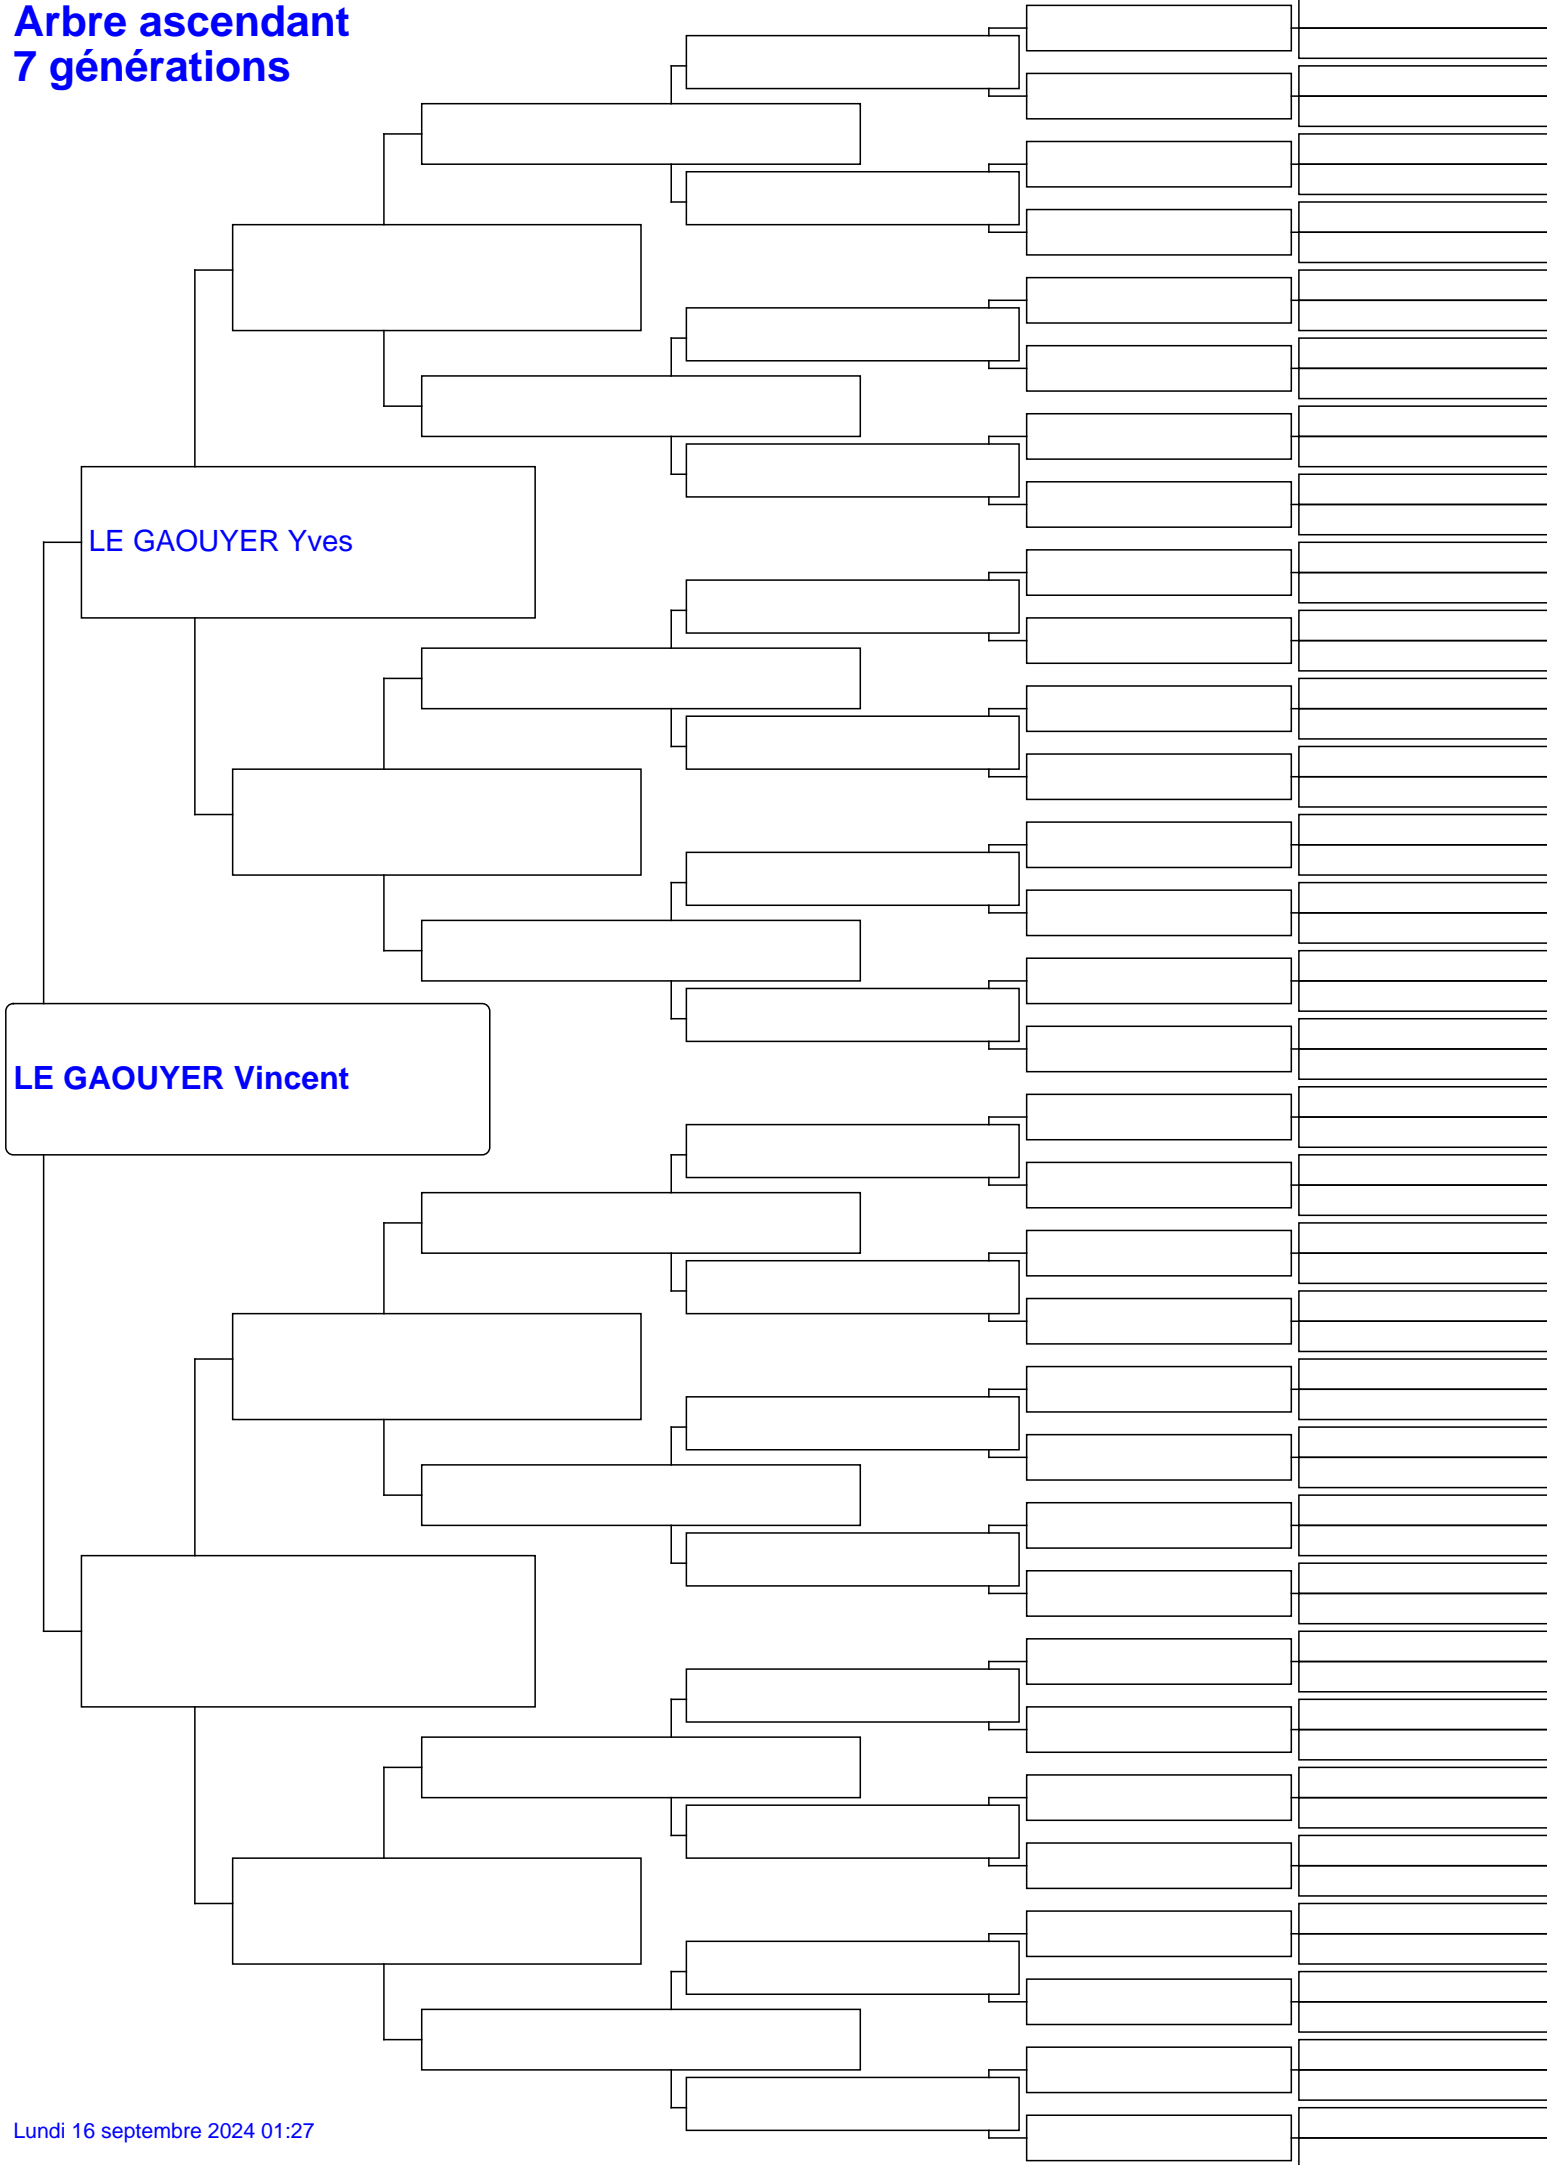 Arbre ascendant
7 générations
LE GAOUYER Yves
LE GAOUYER Vincent
Lundi 16 septembre 2024 01:27